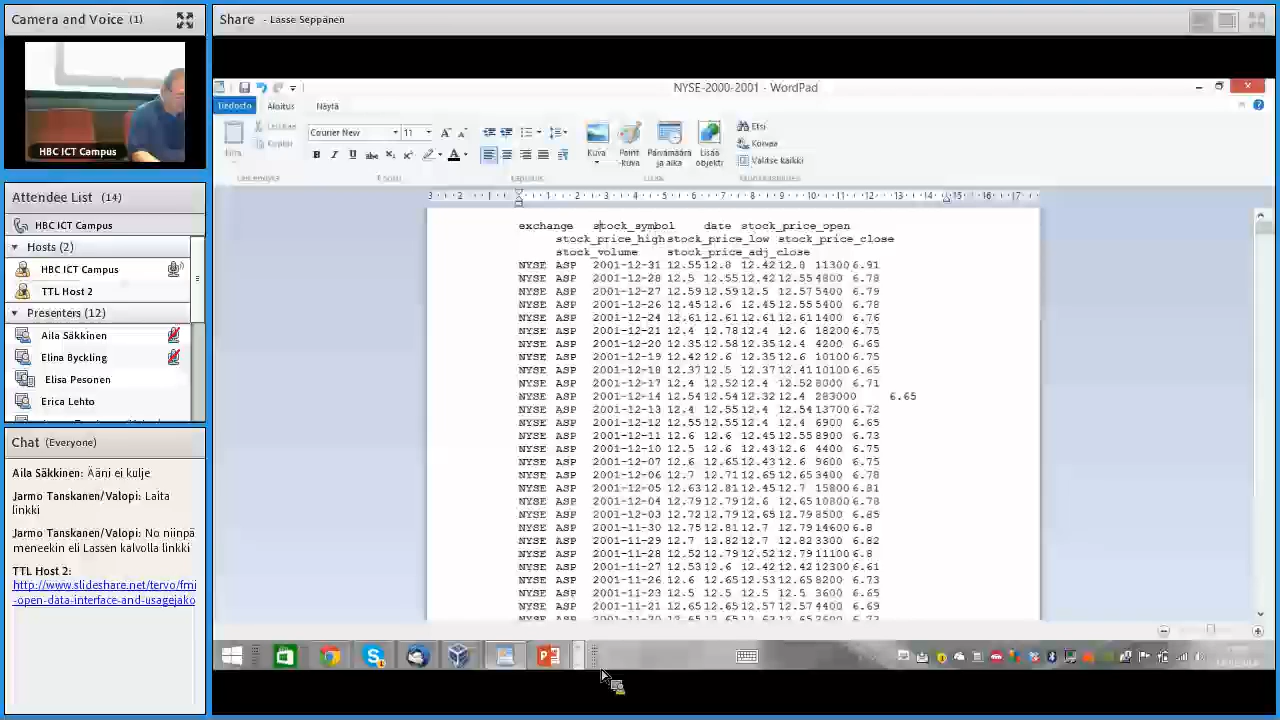 Camera and Voice (1)
HBC ICT Campus
Attendee List (14)
HBC ICT Campus
Hosts (2)
HBC ICT Campus
TTL Host 2
Presenters (12)
Aila Säkkinen
Elina Byckling
Elisa Pesonen
Erica Lehto
Chat (Everyone)
Aila Säkkinen: Ääni ei kulje
Jarmo Tanskanen/Valopi: Laita
linkki
Jarmo Tanskanen/Valopi: No niinpä
meneekin eli Lassen kalvolla linkki
TTL Host 2:
http://www.slideshare.net/tervo/fmi
-open-data-interface-and-usagejako
Share - Lasse Seppänen
NYSE-2000-2001 - WordPad
Tiedosto Aloitus Näytä
Leikkaa
Kopioi
Courier New 11
Kuva
Paint-kuva
Päivämäärä ja aika
Lisää objekti
Etsi
Korvaa
Valitse kaikki
3 2 1 1 2 3 4 5 6 7 8 9 10 11 12 13 14 15 16 17
exchange stock_symbol date stock_price_open
stock_price_high stock_price_low stock_price_close
stock_volume stock_price_adj_close
NYSE ASP 2001-12-31 12.55 12.8 12.42 12.8 11300 6.91
NYSE ASP 2001-12-28 12.5 12.55 12.42 12.55 4800 6.78
NYSE ASP 2001-12-27 12.59 12.59 12.5 12.57 5400 6.79
NYSE ASP 2001-12-26 12.45 12.6 12.45 12.55 5400 6.78
NYSE ASP 2001-12-24 12.61 12.61 12.61 12.61 1400 6.76
NYSE ASP 2001-12-21 12.4 12.78 12.4 12.6 18200 6.75
NYSE ASP 2001-12-20 12.35 12.58 12.35 12.4 4200 6.65
NYSE ASP 2001-12-19 12.42 12.6 12.35 12.6 10100 6.75
NYSE ASP 2001-12-18 12.37 12.5 12.37 12.41 10100 6.65
NYSE ASP 2001-12-17 12.4 12.52 12.4 12.52 8000 6.71
NYSE ASP 2001-12-14 12.54 12.54 12.32 12.4 283000 6.65
NYSE ASP 2001-12-13 12.4 12.55 12.4 12.54 13700 6.72
NYSE ASP 2001-12-12 12.55 12.55 12.4 12.4 6900 6.65
NYSE ASP 2001-12-11 12.6 12.6 12.45 12.55 8900 6.73
NYSE ASP 2001-12-10 12.5 12.6 12.43 12.6 4400 6.75
NYSE ASP 2001-12-07 12.6 12.65 12.43 12.6 9600 6.75
NYSE ASP 2001-12-06 12.7 12.71 12.65 12.65 3400 6.78
NYSE ASP 2001-12-05 12.63 12.81 12.45 12.7 15800 6.81
NYSE ASP 2001-12-04 12.79 12.79 12.6 12.65 10800 6.78
NYSE ASP 2001-12-03 12.72 12.79 12.65 12.79 8500 6.85
NYSE ASP 2001-11-30 12.75 12.81 12.7 12.79 14600 6.8
NYSE ASP 2001-11-29 12.7 12.82 12.7 12.82 3300 6.82
NYSE ASP 2001-11-28 12.52 12.79 12.52 12.79 11100 6.8
NYSE ASP 2001-11-27 12.53 12.6 12.42 12.42 12300 6.61
NYSE ASP 2001-11-26 12.6 12.65 12.53 12.65 8200 6.73
NYSE ASP 2001-11-23 12.5 12.5 12.5 12.5 3600 6.65
NYSE ASP 2001-11-21 12.65 12.65 12.57 12.57 4400 6.69